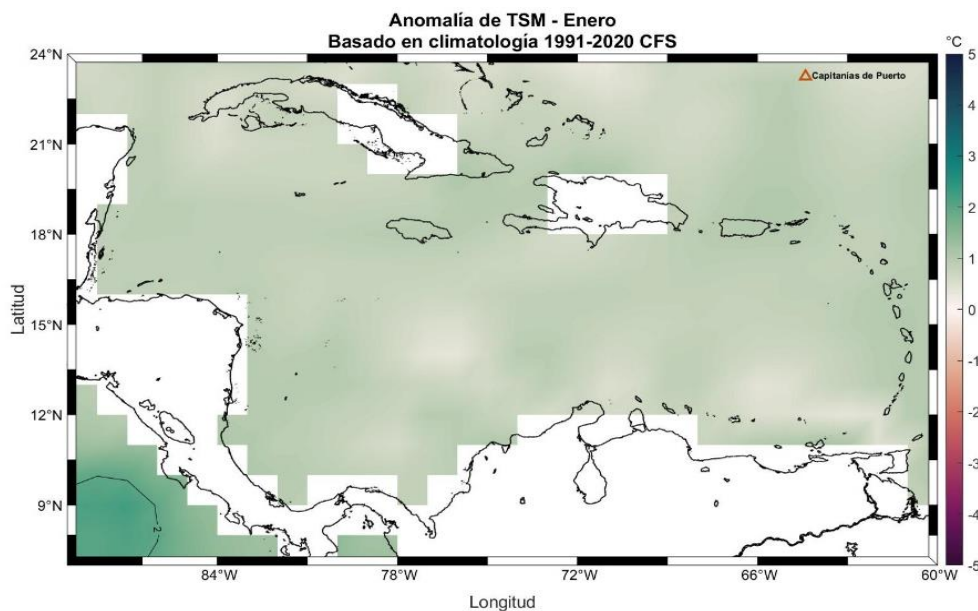 Anomalía de TSM - Enero
Basado en climatología 1991-2020 CFS
°C
24°N
21°N
18°N
15°N
12°N
9°N
Latitud
Capitanías de Puerto
2
5
4
3
2
1
0
-1
-2
-3
-4
-5
84°W
78°W
72°W
66°W
60°W
Longitud